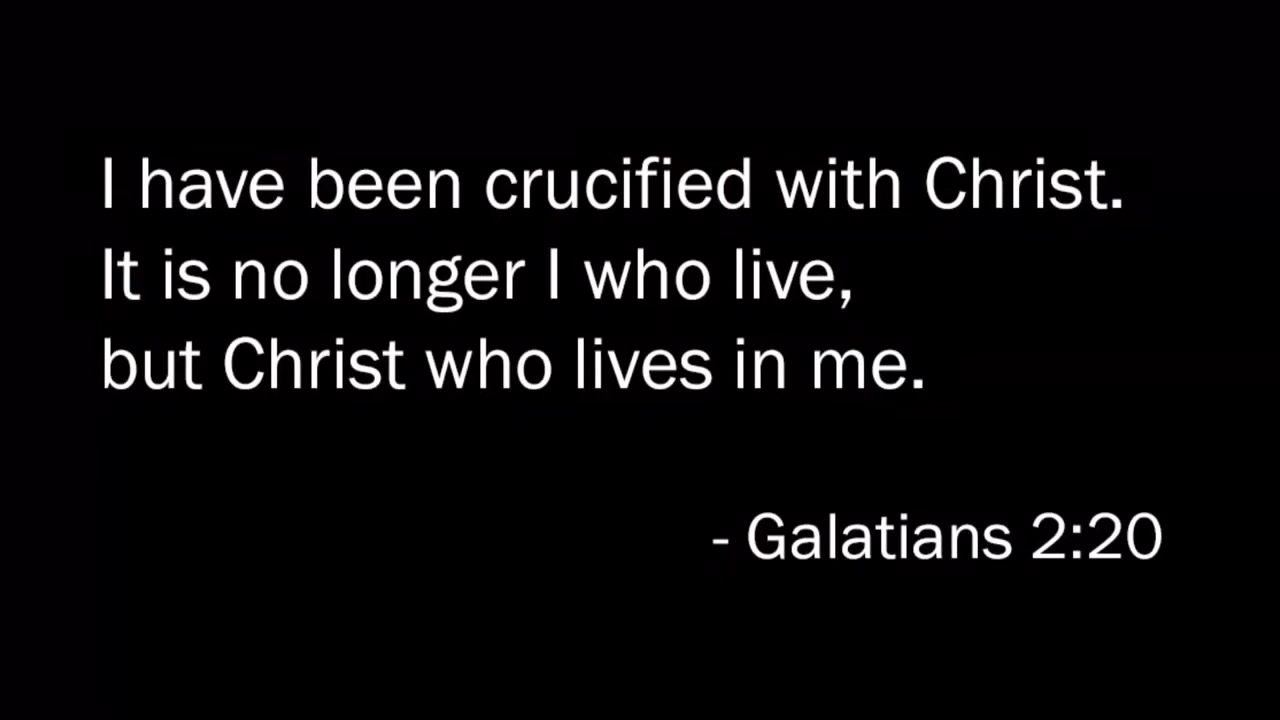 I have been crucified with Christ.
It is no longer I who live,
but Christ who lives in me.
- Galatians 2:20